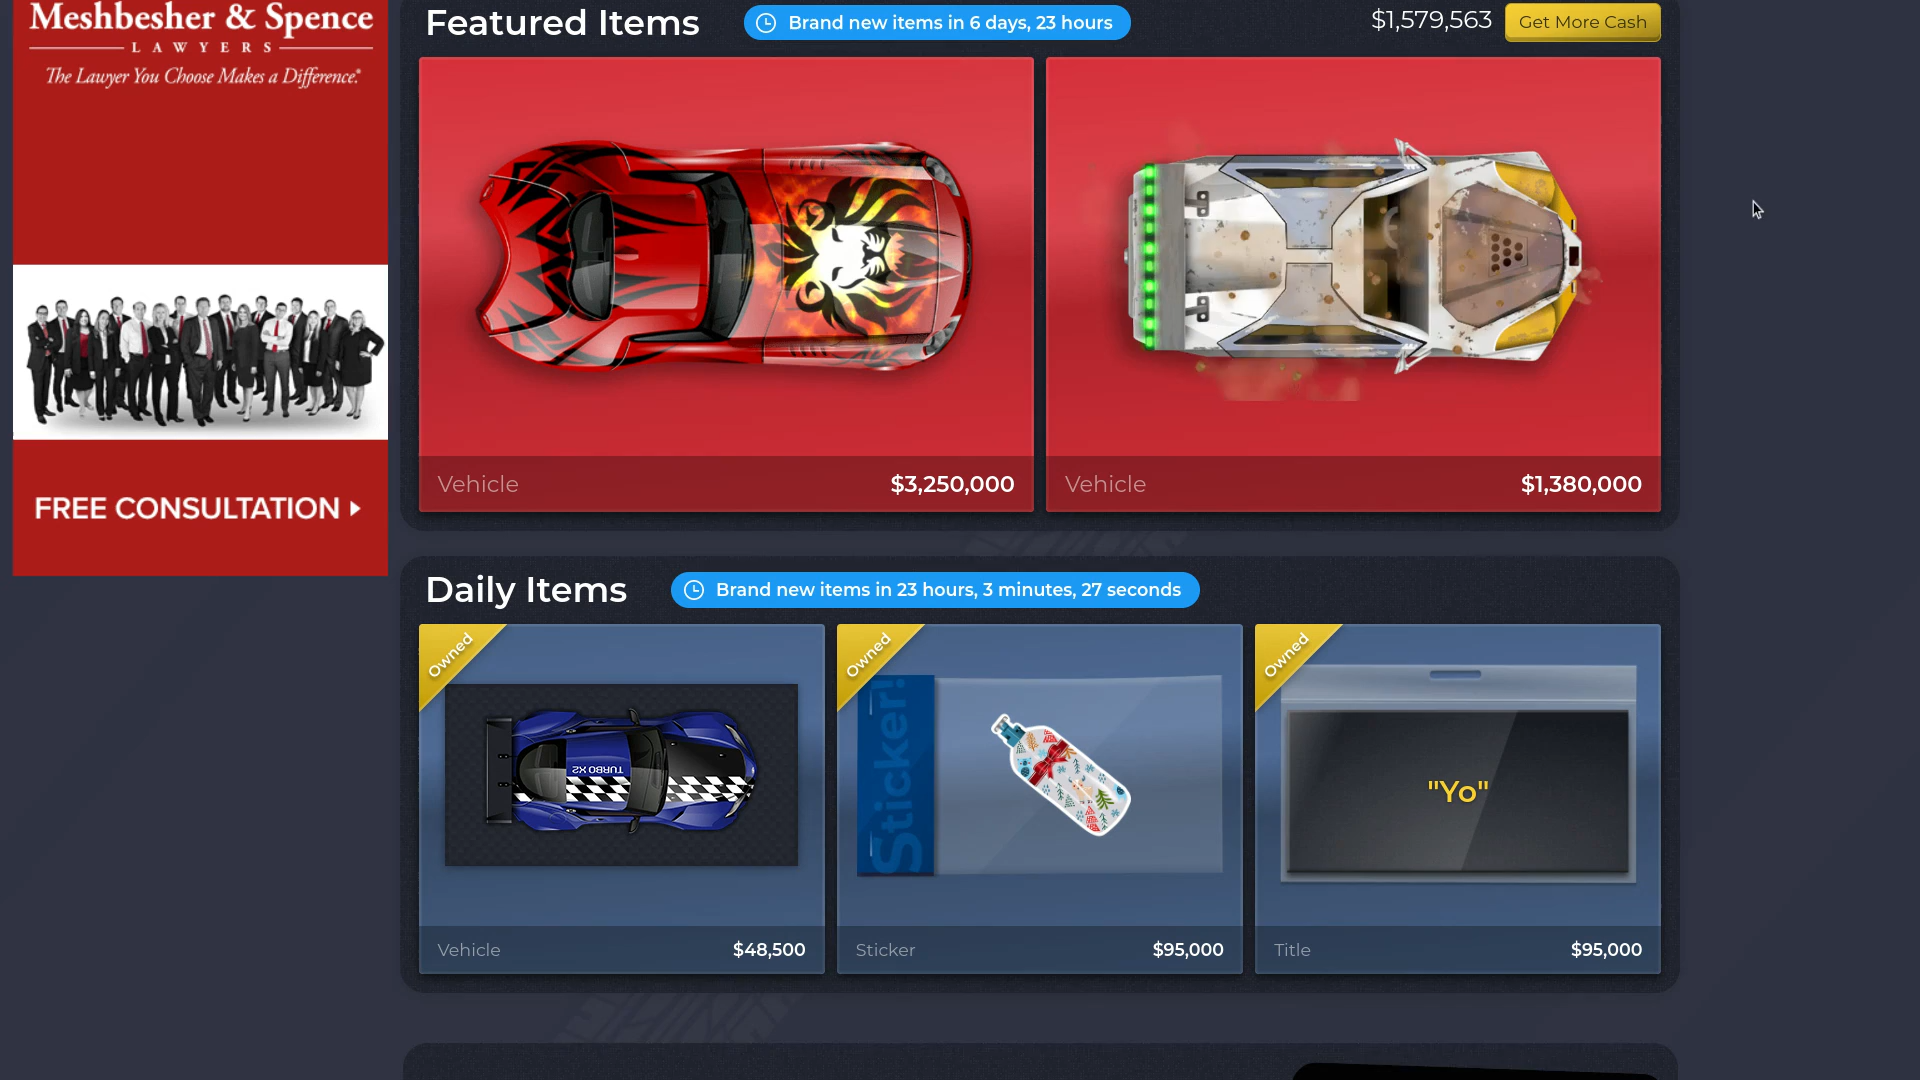 Meshbesher & Spence
LAWYERS
The Lawyer You Choose Makes a Difference.®
FREE CONSULTATION
Featured Items
Brand new items in 6 days, 23 hours
$1,579,563
Get More Cash
Vehicle
$3,250,000
Vehicle
$1,380,000
Daily Items
Brand new items in 23 hours, 3 minutes, 27 seconds
Owned
TURBO X2
Vehicle
$48,500
Owned
Sticker!
Sticker
$95,000
Owned
"Yo"
Title
$95,000